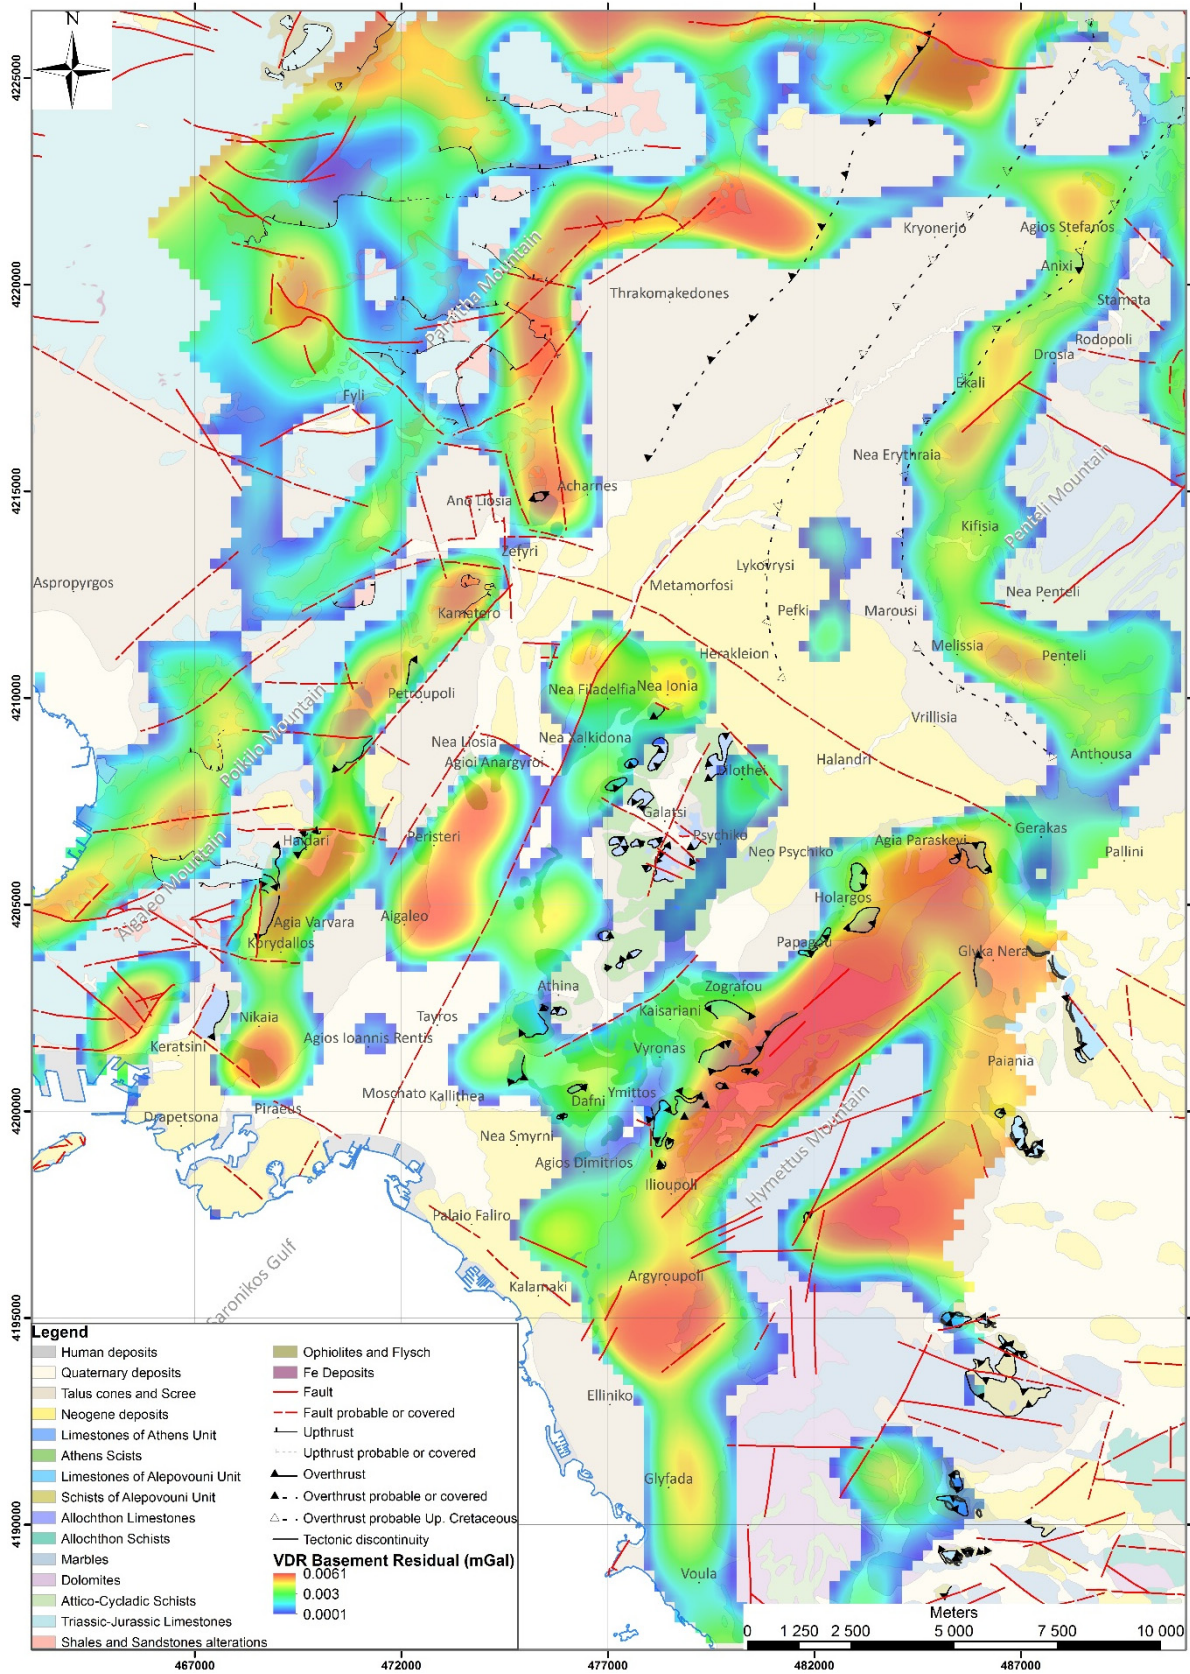 N
4225000
4220000
4215000
4210000
4205000
4200000
4195000
4190000
Kryonerjo
Agios Stefanos
Anixi
Thrakomakedones
Stamata
Parnitha Mountain
Rodopoli
Drosia
Ekali
Fyli
Nea Erythraia
Penteli Mountain
Acharnes
Ano Liosia
Kifisia
Zefyri
Lykovrysi
Aspropyrgos
Metamorfosi
Nea Penteli
Kamatero
Pefki
Marousi
Melissia
Herakleion
Penteli
Nea Filadelfia
Nea Ionia
Petroupoli
Vrillisia
Poikilo Mountain
Nea Liosia
Nea Xalkidona
Anthousa
Agioi Anargyroi
Halandri
Filothei
Galatsi
Haidari
Peristeri
Psychiko
Agia Paraskevi
Gerakas
Neo Psychiko
Pallini
Aigaleo Mountain
Holargos
Agia Varvara
Aigaleo
Korydallos
Papagou
Glyka Nera
Athina
Zografou
Nikaia
Tayros
Kaisariani
Agios Ioannis Rentis
Keratsini
Vyronas
Paiania
Moschato
Kallithea
Ymittos
Dafni
Drapetsona
Piraeus
Nea Smyrni
Hymettus Mountain
Agios Dimitrios
Ilioupoli
Palaio Faliro
Saronikos Gulf
Kalamaki
Argyroupoli
Elliniko
Glyfada
Voula
Legend
Human deposits
Quaternary deposits
Talus cones and Scree
Neogene deposits
Limestones of Athens Unit
Athens Scists
Limestones of Alepovouni Unit
Schists of Alepovouni Unit
Allochthon Limestones
Allochthon Schists
Marbles
Dolomites
Attico-Cycladic Schists
Triassic-Jurassic Limestones
Shales and Sandstones alterations
Ophiolites and Flysch
Fe Deposits
Fault
Fault probable or covered
Upthrust
Upthrust probable or covered
Overthrust
Overthrust probable or covered
Overthrust probable Up. Cretaceous
Tectonic discontinuity
VDR Basement Residual (mGal)
0.0061
0.003
0.0001
Meters
0 1 250 2 500 5 000 7 500 10 000
467000 472000 477000 482000 487000